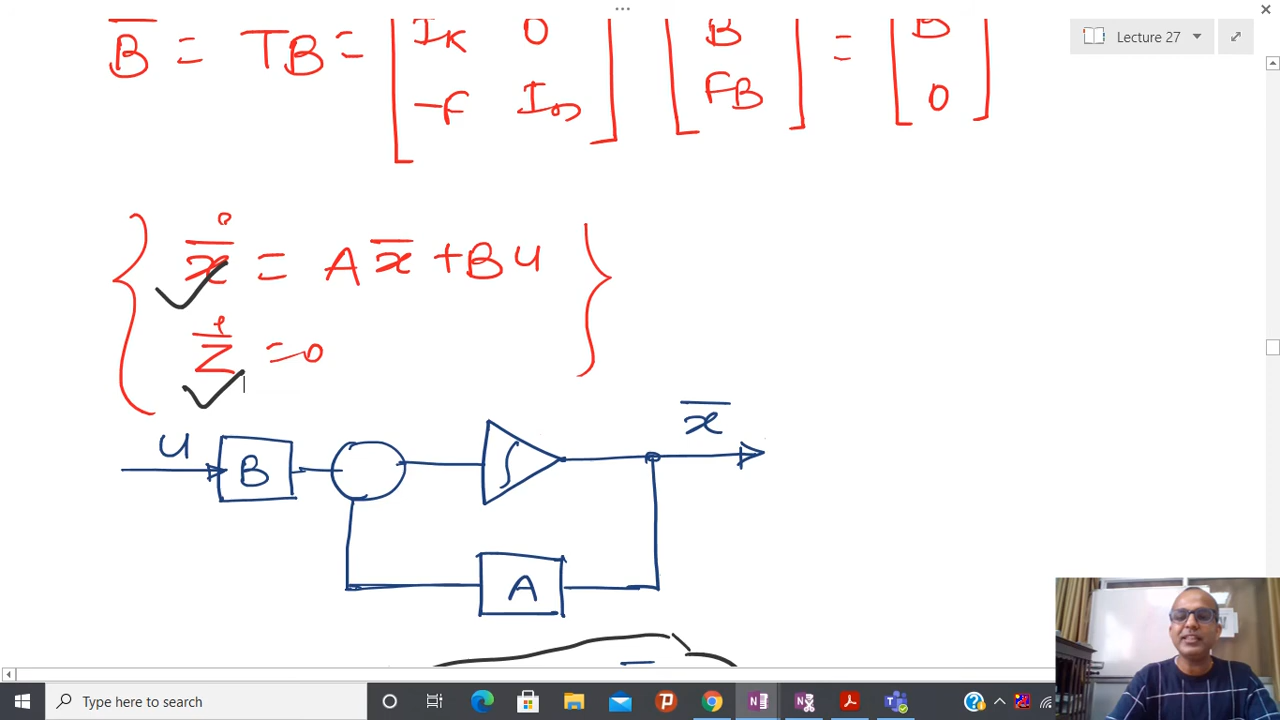 Lecture 27
B̅ = TB = [ I_K 0 ; -F I_n ] [ B ; FB ] = [ B ; 0 ]
ẋ̅ = A x̅ + B u
Ż̅ = 0
u
B
∫
x̅
A
Type here to search